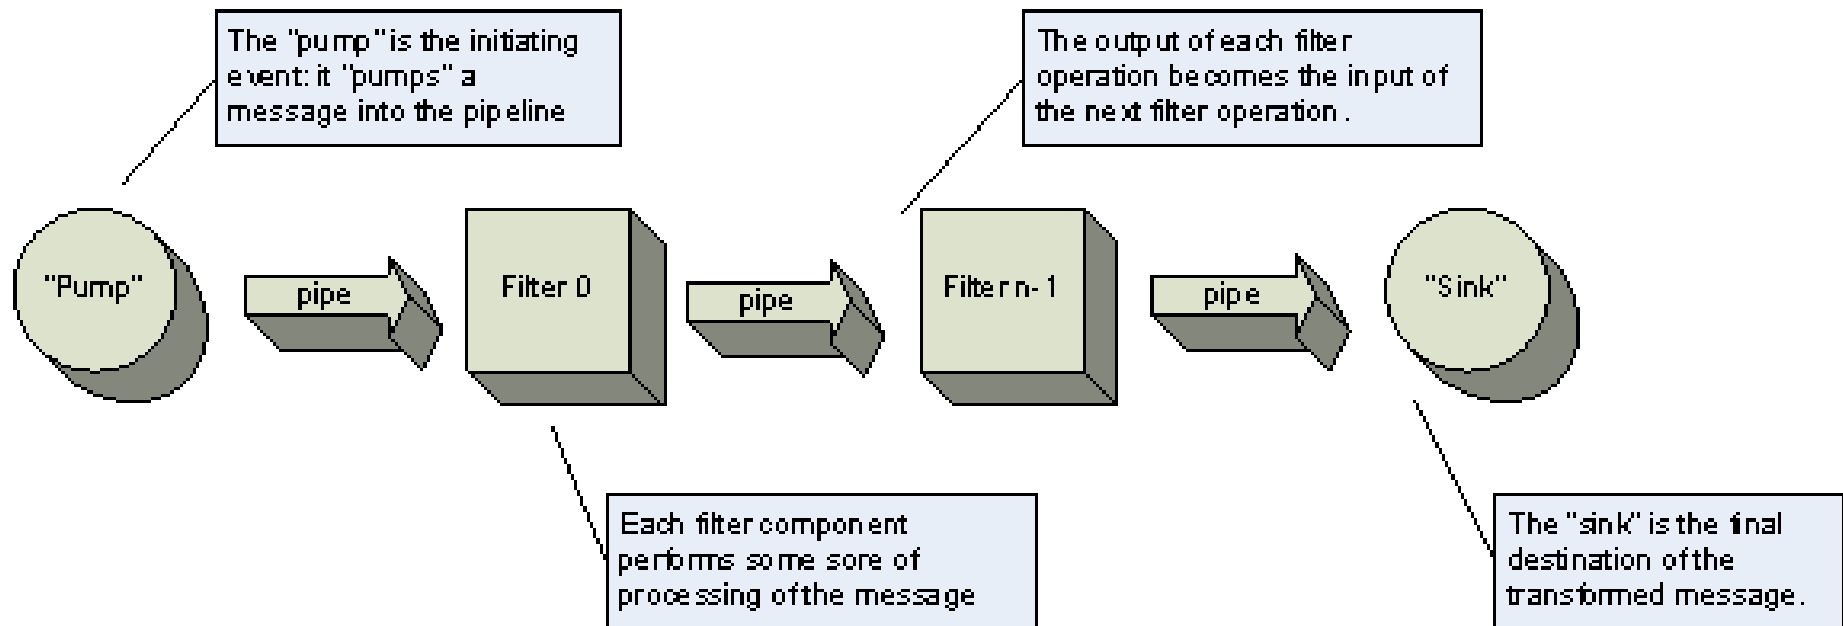 The "pump" is the initiating
event: it "pumps" a
message into the pipeline
The output of each filter
operation becomes the input of
the next filter operation.
"Pump"
pipe
Filter 0
pipe
Filter n-1
pipe
"Sink"
Each filter component
performs some sore of
processing of the message
The "sink" is the final
destination of the
transformed message.